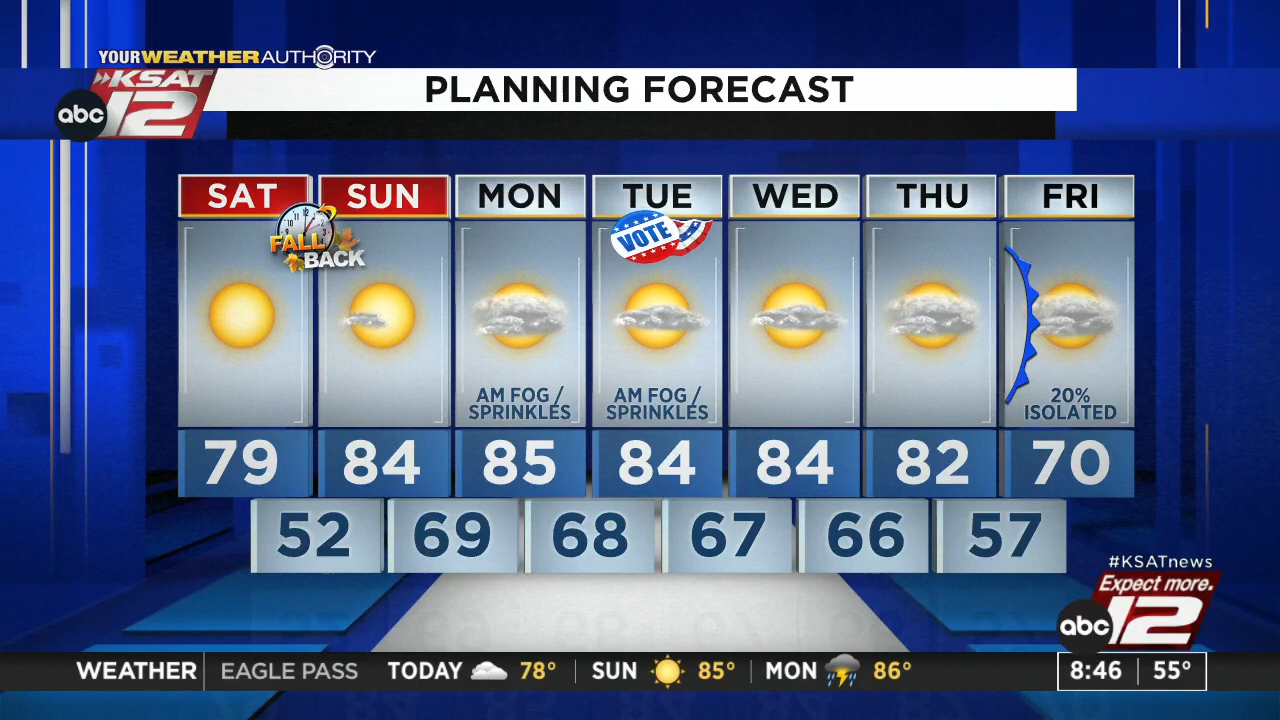 YOURWEATHERAUTHORITY
KSAT
abc 12
PLANNING FORECAST
SAT SUN MON TUE WED THU FRI
FALL
BACK
VOTE
AM FOG /
SPRINKLES
AM FOG /
SPRINKLES
20%
ISOLATED
79 84 85 84 84 82 70
52 69 68 67 66 57
#KSATnews
Expect more.
abc 12
WEATHER EAGLE PASS TODAY 78° SUN 85° MON 86° 8:46 55°